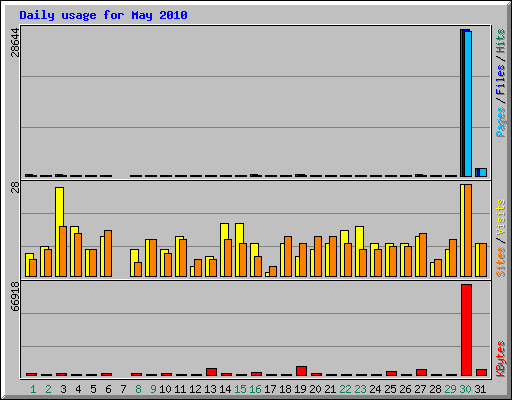 Daily usage for May 2010
28644
Pages / Files / Hits
28
Sites / Visits
66918
KBytes
1 2 3 4 5 6 7 8 9 10 11 12 13 14 15 16 17 18 19 20 21 22 23 24 25 26 27 28 29 30 31